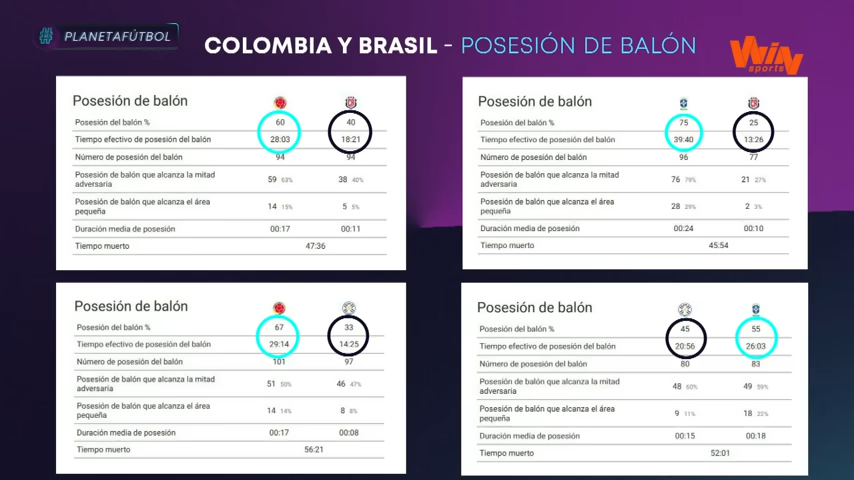 # PLANETAFÚTBOL
COLOMBIA Y BRASIL - POSESIÓN DE BALÓN
WIN
sports
Posesión de balón
Posesión del balón % 60 40
Tiempo efectivo de posesión del balón 28:03 18:21
Número de posesión del balón 94 94
Posesión de balón que alcanza la mitad
adversaria 59 63% 38 40%
Posesión de balón que alcanza el área
pequeña 14 15% 5 5%
Duración media de posesión 00:17 00:11
Tiempo muerto 47:36
Posesión de balón
Posesión del balón % 75 25
Tiempo efectivo de posesión del balón 39:40 13:26
Número de posesión del balón 96 77
Posesión de balón que alcanza la mitad
adversaria 76 79% 21 27%
Posesión de balón que alcanza el área
pequeña 28 29% 2 3%
Duración media de posesión 00:24 00:10
Tiempo muerto 45:54
Posesión de balón
Posesión del balón % 67 33
Tiempo efectivo de posesión del balón 29:14 14:25
Número de posesión del balón 101 97
Posesión de balón que alcanza la mitad
adversaria 51 50% 46 47%
Posesión de balón que alcanza el área
pequeña 14 14% 8 8%
Duración media de posesión 00:17 00:08
Tiempo muerto 56:21
Posesión de balón
Posesión del balón % 45 55
Tiempo efectivo de posesión del balón 20:56 26:03
Número de posesión del balón 80 83
Posesión de balón que alcanza la mitad
adversaria 48 60% 49 59%
Posesión de balón que alcanza el área
pequeña 9 11% 18 22%
Duración media de posesión 00:15 00:18
Tiempo muerto 52:01